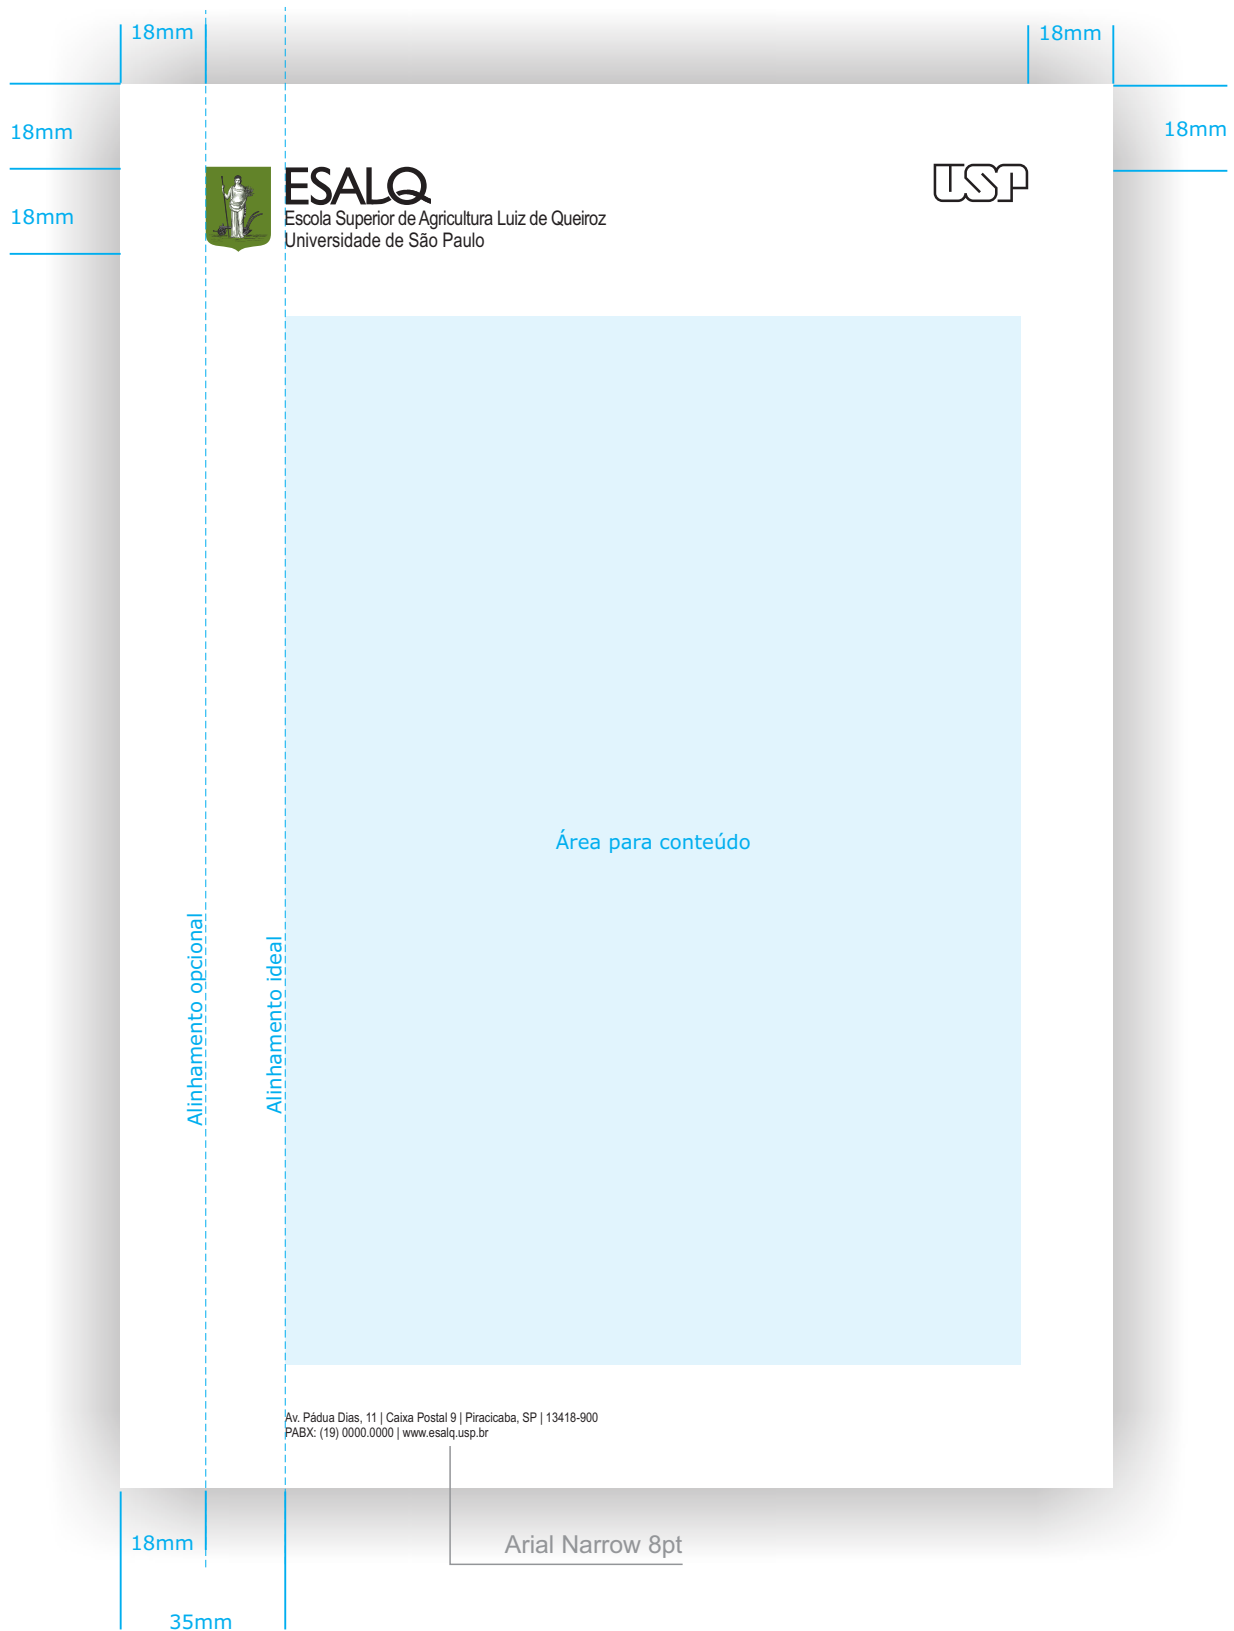 18mm
18mm
18mm
18mm
18mm
ESALQ
Escola Superior de Agricultura Luiz de Queiroz
Universidade de São Paulo
USP
Área para conteúdo
Alinhamento opcional
Alinhamento ideal
Av. Pádua Dias, 11 | Caixa Postal 9 | Piracicaba, SP | 13418-900
PABX: (19) 0000.0000 | www.esalq.usp.br
18mm
Arial Narrow 8pt
35mm